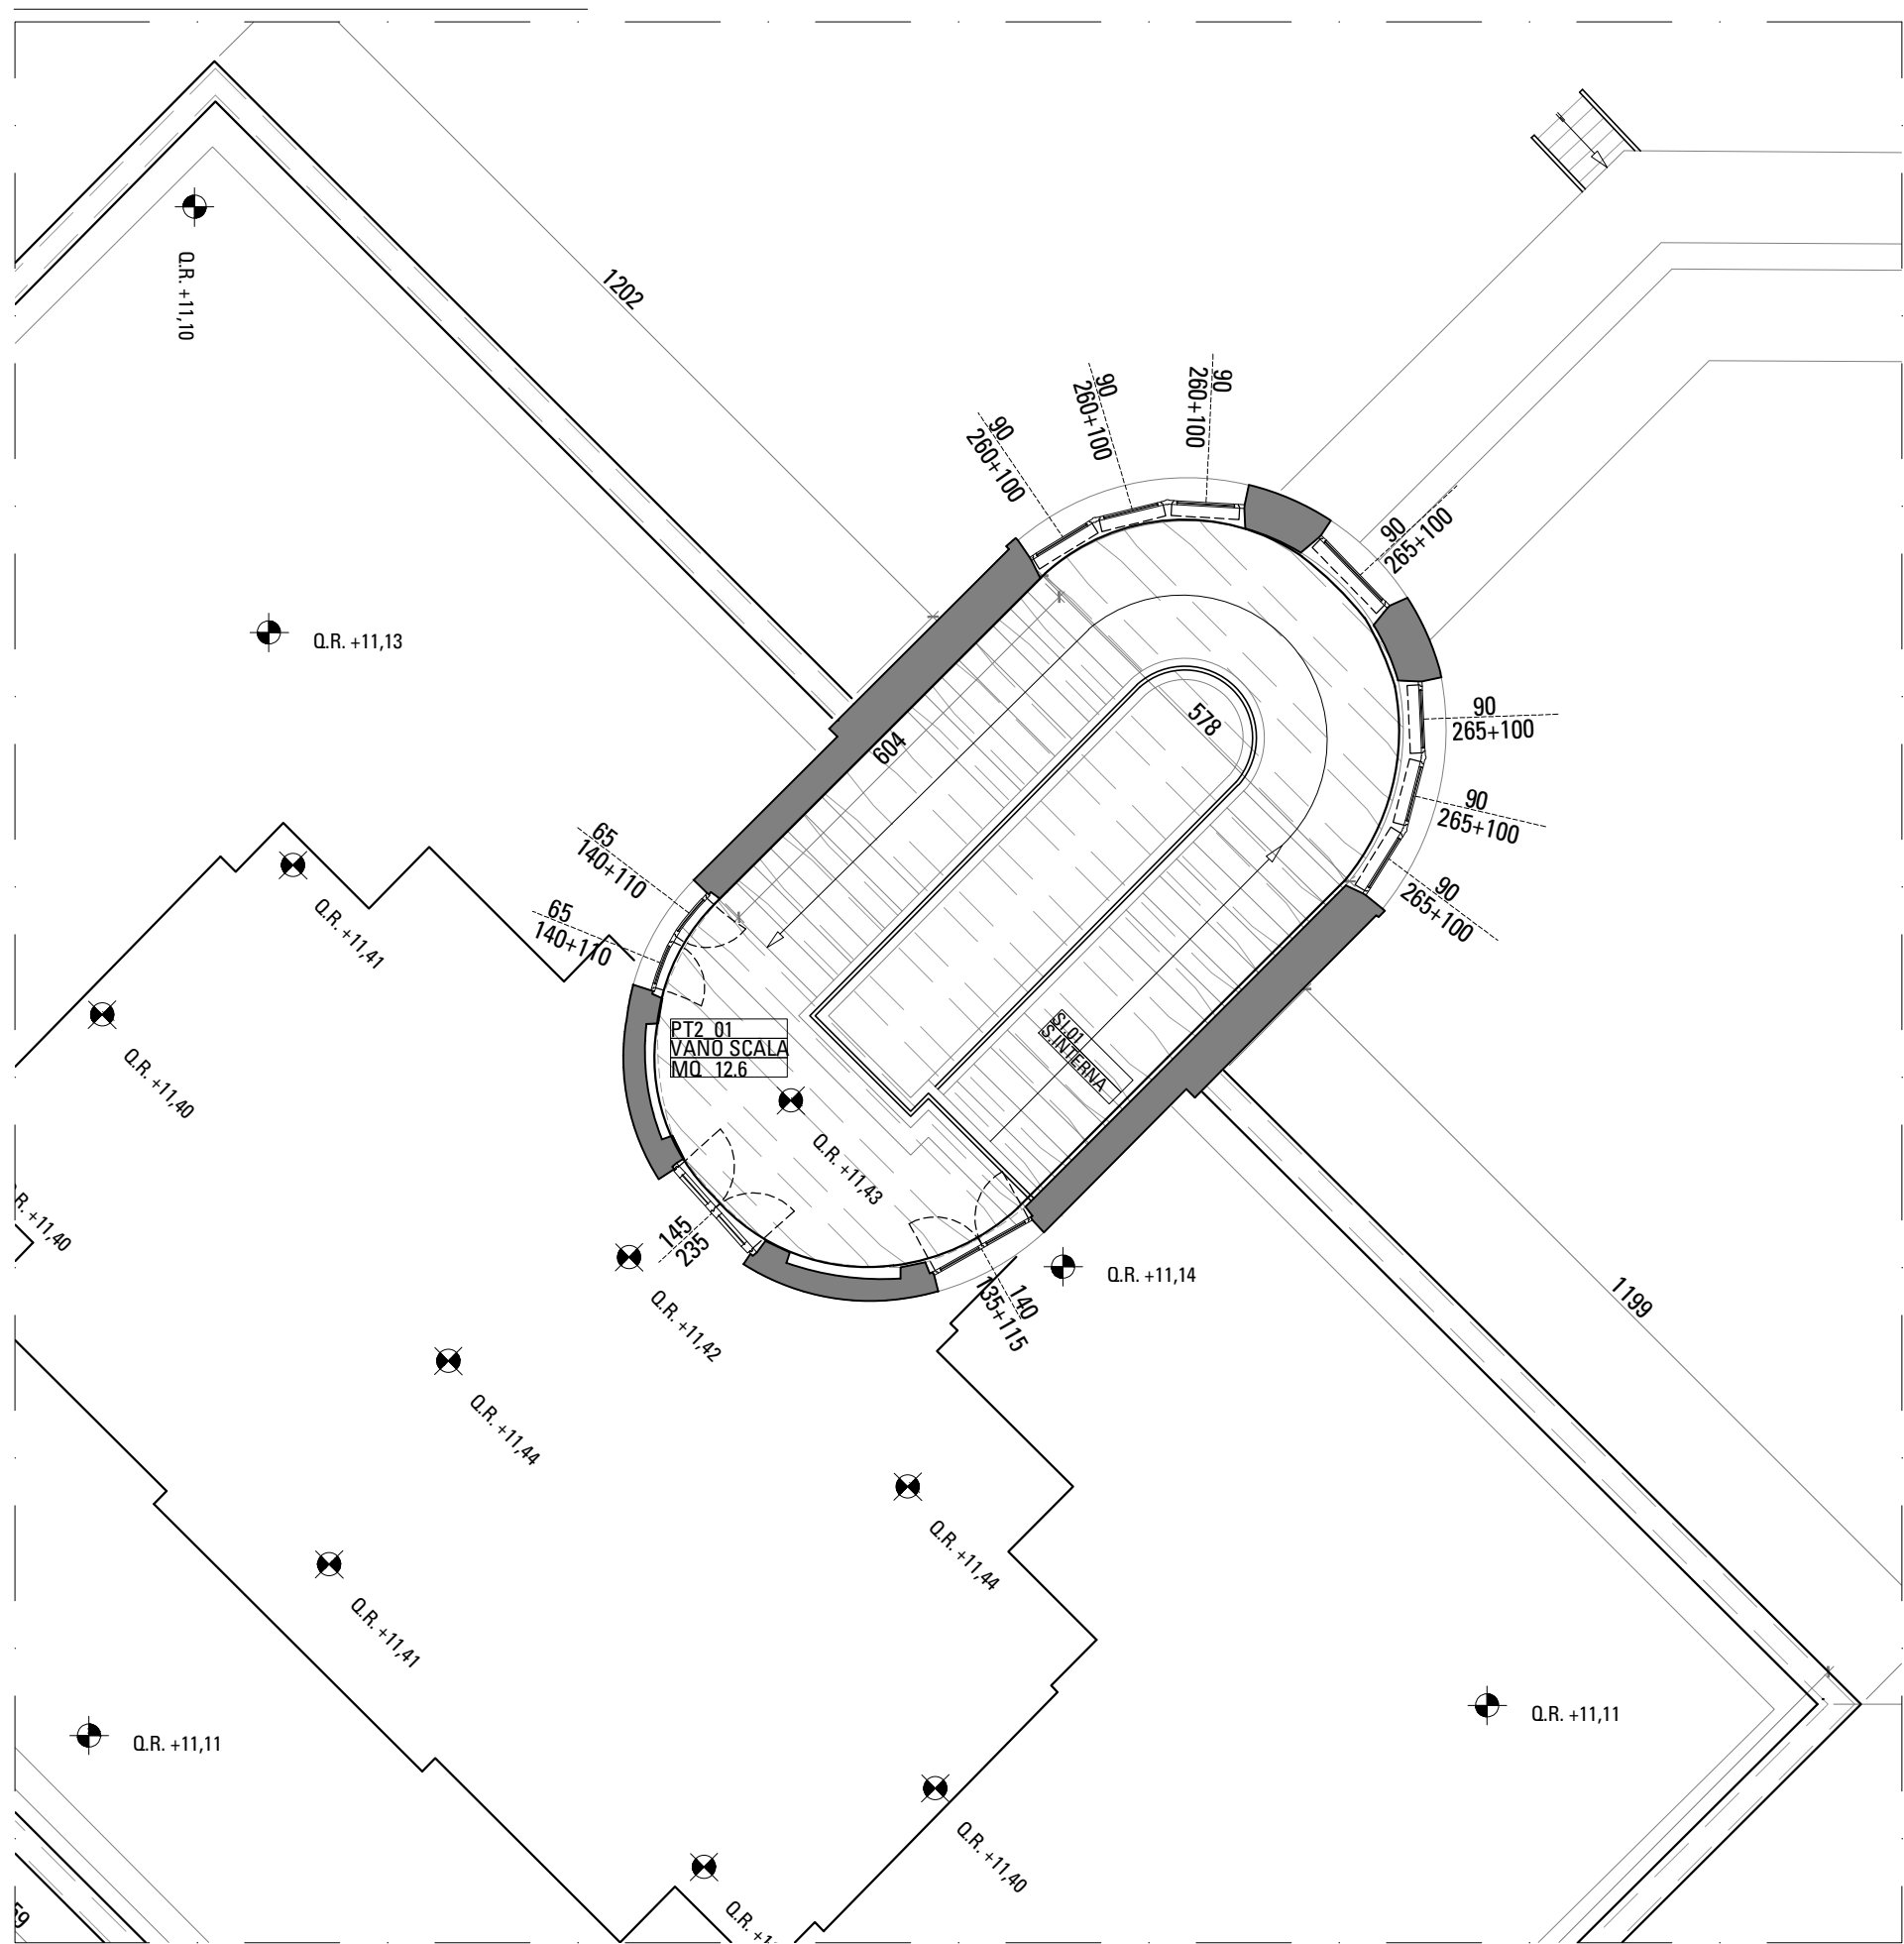 Q.R. +11,10
1202
90
260+100
90
260+100
90
260+100
90
265+100
Q.R. +11,13
604
578
90
265+100
90
265+100
90
265+100
65
140+110
65
140+110
Q.R. +11,41
Q.R. +11,40
PT2_01
VANO SCALA
MQ 12.6
SI.01
S.INTERNA
Q.R. +11,43
R. +11,40
145
235
Q.R. +11,42
140
135+115
Q.R. +11,14
1199
Q.R. +11,44
Q.R. +11,44
Q.R. +11,41
Q.R. +11,11
Q.R. +11,11
Q.R. +11,40
59